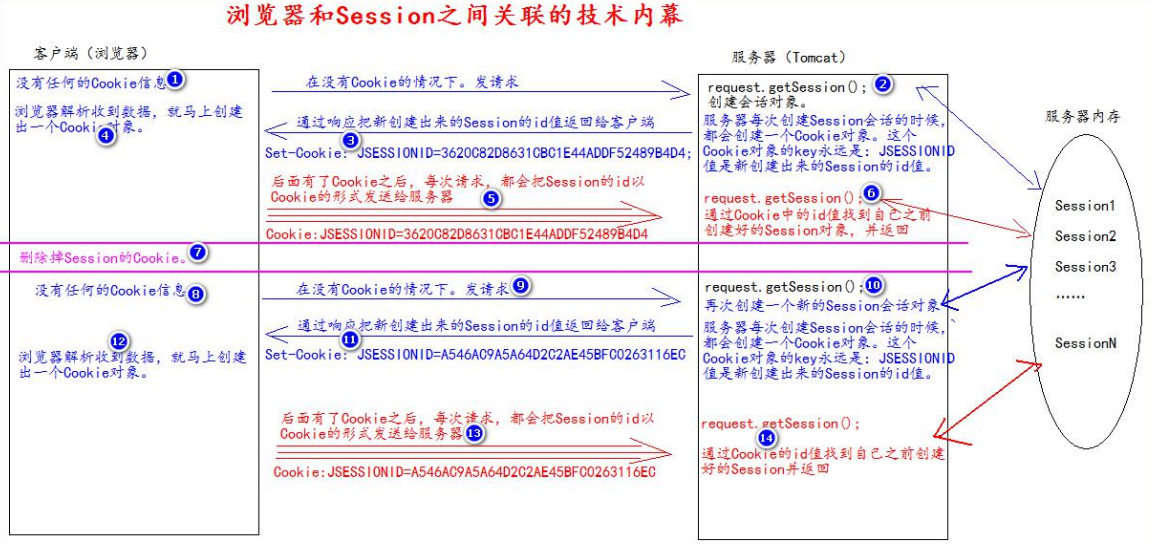 浏览器和Session之间关联的技术内幕
客户端（浏览器）
服务器（Tomcat）
服务器内存
没有任何的Cookie信息 1
在没有Cookie的情况下。发请求
request.getSession(); 2
创建会话对象。
浏览器解析收到数据，就马上创建
出一个Cookie对象。
4
通过响应把新创建出来的Session的id值返回给客户端
3
Set-Cookie: JSESSIONID=3620C82D8631CBC1E44ADDF52489B4D4;
服务器每次创建Session会话的时候，
都会创建一个Cookie对象。这个
Cookie对象的key永远是：JSESSIONID
值是新创建出来的Session的id值。
后面有了Cookie之后，每次请求，都会把Session的id以
Cookie的形式发送给服务器 5
Cookie:JSESSIONID=3620C82D8631CBC1E44ADDF52489B4D4
request.getSession(); 6
通过Cookie中的id值找到自己之前
创建好的Session对象，并返回
Session1
Session2
Session3
......
SessionN
删除掉Session的Cookie。 7
没有任何的Cookie信息 8
在没有Cookie的情况下。发请求 9
request.getSession(); 10
再次创建一个新的Session会话对象
通过响应把新创建出来的Session的id值返回给客户端
11
Set-Cookie: JSESSIONID=A546AC9A5A64D2C2AE45BFC0263116EC
服务器每次创建Session会话的时候，
都会创建一个Cookie对象。这个
Cookie对象的key永远是：JSESSIONID
值是新创建出来的Session的id值。
12
浏览器解析收到数据，就马上创建
出一个Cookie对象。
后面有了Cookie之后，每次请求，都会把Session的id以
Cookie的形式发送给服务器 13
Cookie:JSESSIONID=A546AC9A5A64D2C2AE45BFC0263116EC
request.getSession();
14
通过Cookie的id值找到自己之前创建
好的Session并返回